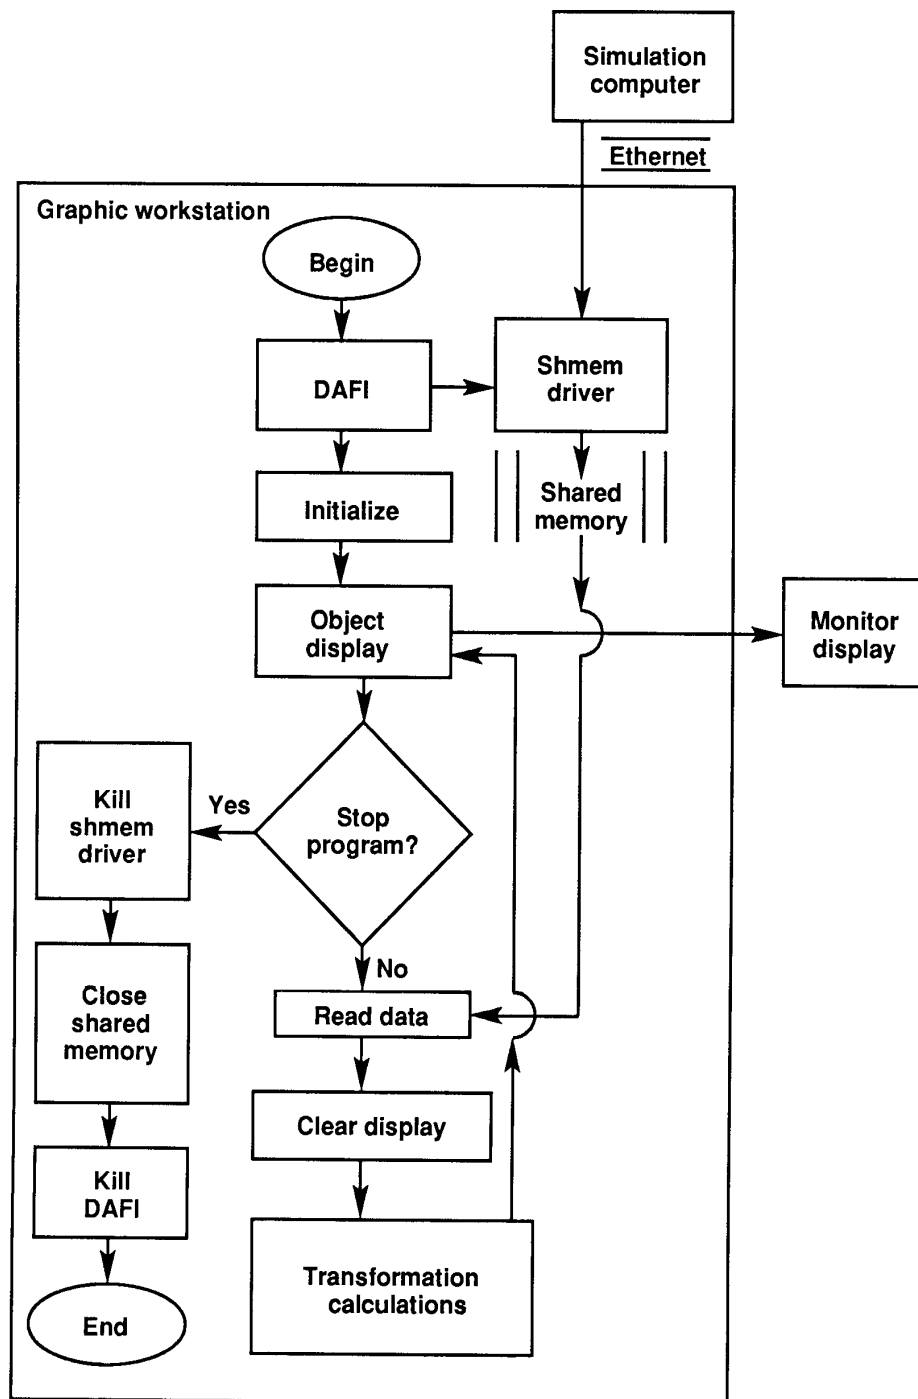 Simulation
computer
Ethernet
Graphic workstation
Begin
DAFI
Shmem
driver
Initialize
Shared
memory
Object
display
Monitor
display
Kill
shmem
driver
Yes
Stop
program?
No
Close
shared
memory
Read data
Clear display
Kill
DAFI
Transformation
calculations
End